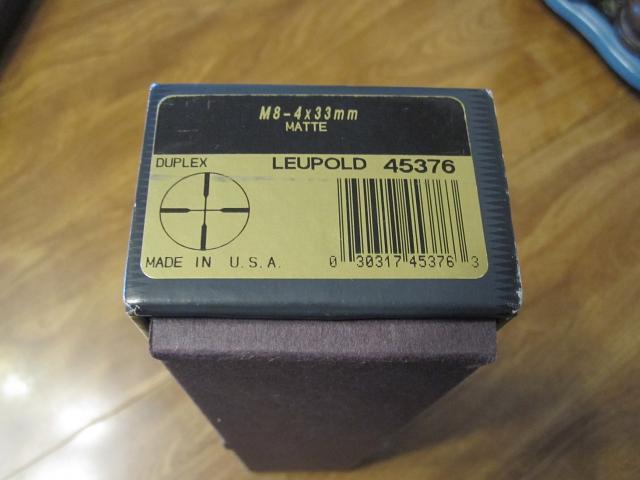 M8-4x33mm
MATTE
DUPLEX
LEUPOLD 45376
MADE IN U.S.A.
0 30317 45376 3